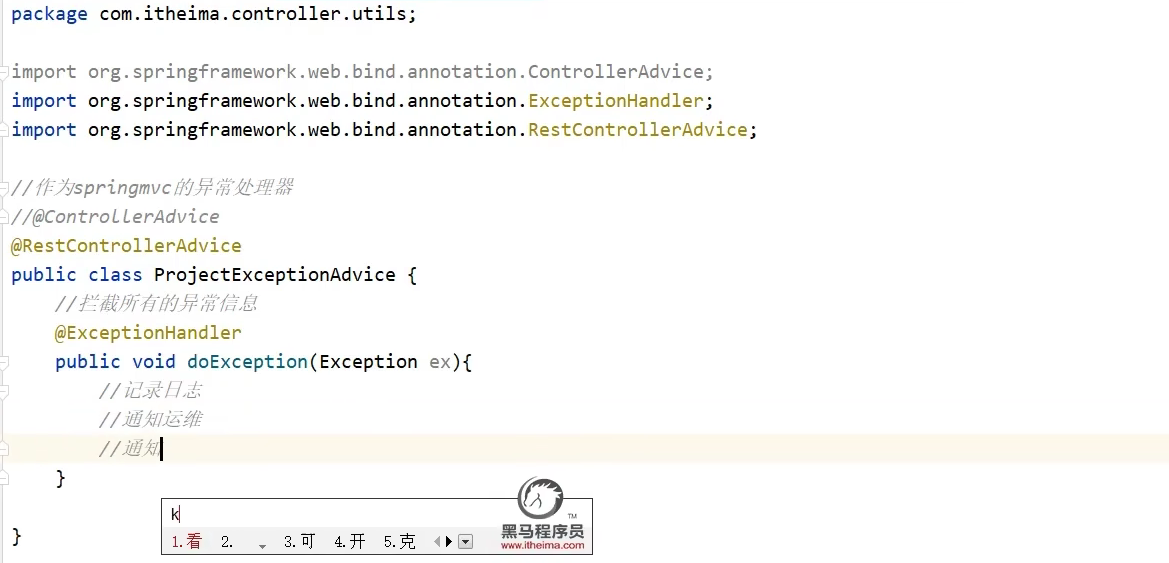 package com.itheima.controller.utils;
import org.springframework.web.bind.annotation.ControllerAdvice;
import org.springframework.web.bind.annotation.ExceptionHandler;
import org.springframework.web.bind.annotation.RestControllerAdvice;
//作为springmvc的异常处理器
//@ControllerAdvice
@RestControllerAdvice
public class ProjectExceptionAdvice {
    //拦截所有的异常信息
    @ExceptionHandler
    public void doException(Exception ex){
        //记录日志
        //通知运维
        //通知
    }
k
1.看 2. 3.可 4.开 5.克
黑马程序员 TM
www.itheima.com
}